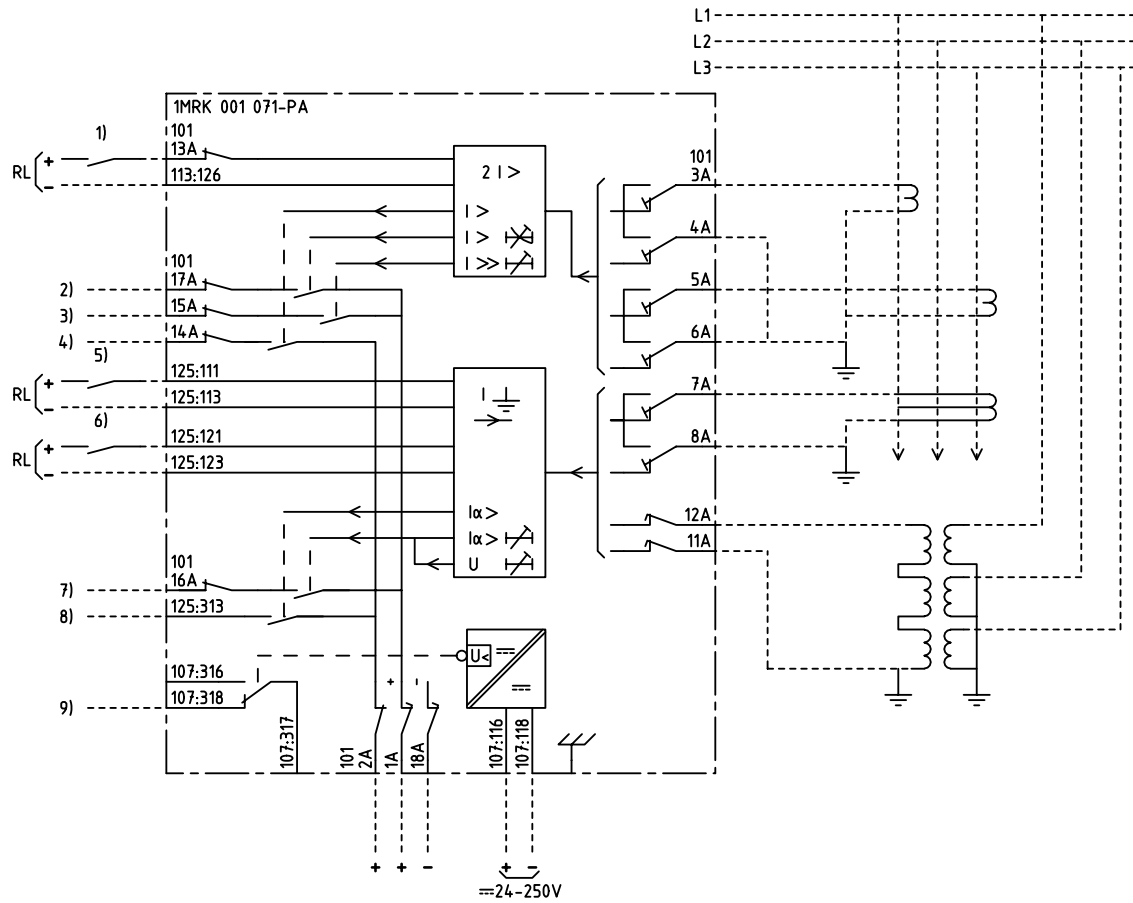 L1
L2
L3
1MRK 001 071-PA
1)
101
13A
RL + -
113:126
2 I >
101
3A
I >
4A
I >
I >>
101
17A
5A
2)
15A
3)
14A
6A
4)
5)
125:111
7A
RL + -
125:113
I
6)
125:121
8A
RL + -
125:123
Iα>
12A
Iα>
11A
U
101
16A
7)
125:313
8)
U<
107:316
+ -
107:318
9)
107:317
101
2A
1A
18A
107:116
107:118
+ + - + -
24-250V